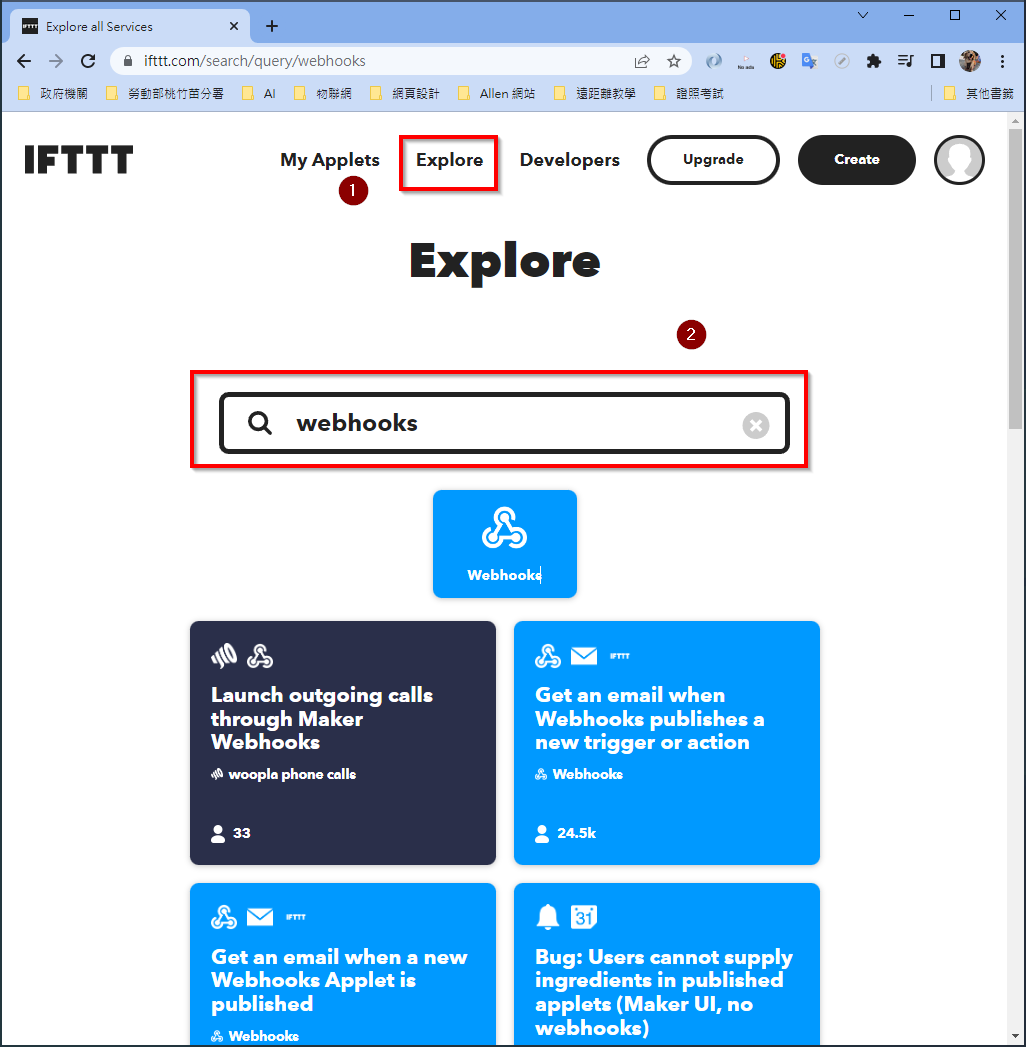 IFTTT Explore all Services
ifttt.com/search/query/webhooks
No ads
政府機關 勞動部桃竹苗分署 AI 物聯網 網頁設計 Allen 網站 遠距離教學 證照考試 其他書籤
IFTTT My Applets Explore Developers Upgrade Create
1
Explore
2
webhooks
Webhooks
Launch outgoing calls
through Maker
Webhooks
woopla phone calls
33
IFTTT
Get an email when
Webhooks publishes a
new trigger or action
Webhooks
24.5k
IFTTT
Get an email when a new
Webhooks Applet is
published
Webhooks
31
Bug: Users cannot supply
ingredients in published
applets (Maker UI, no
webhooks)